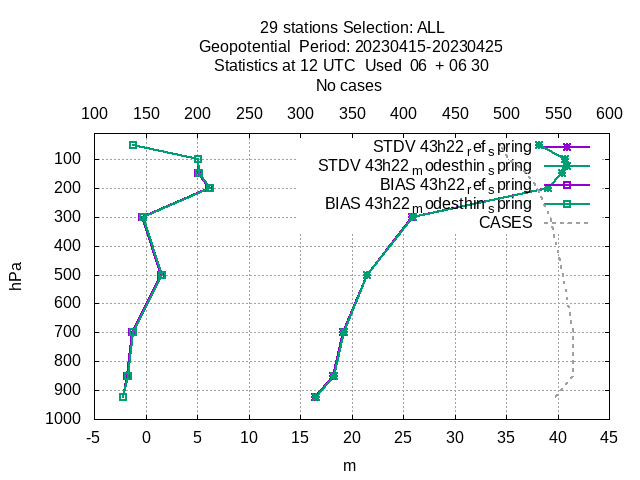 29 stations Selection: ALL
Geopotential  Period: 20230415-20230425
Statistics at 12 UTC  Used  06  + 06 30
No cases
100 150 200 250 300 350 400 450 500 550 600
STDV 43h22_ref_spring
STDV 43h22_modesthin_spring
BIAS 43h22_ref_spring
BIAS 43h22_modesthin_spring
CASES
hPa
100
200
300
400
500
600
700
800
900
1000
-5 0 5 10 15 20 25 30 35 40 45
m